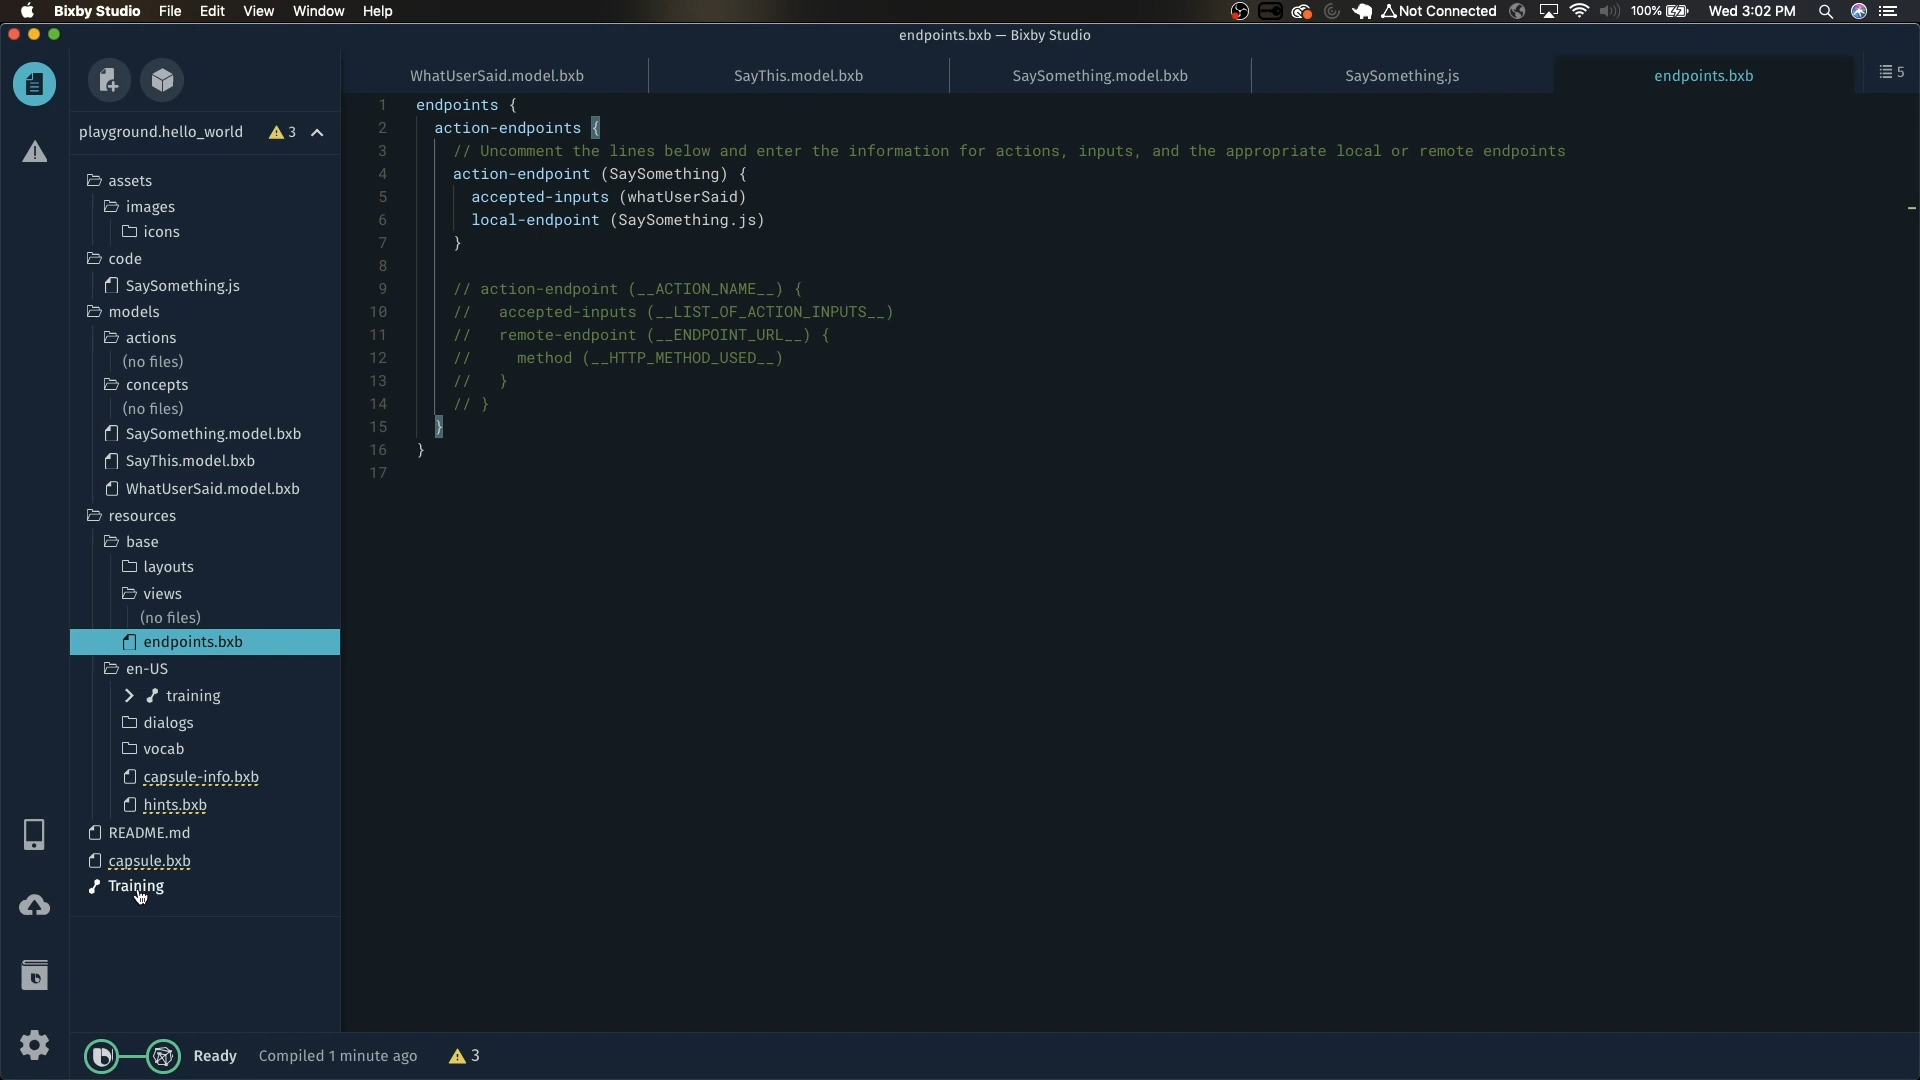 Bixby Studio File Edit View Window Help Not Connected 100% Wed 3:02 PM
endpoints.bxb — Bixby Studio
WhatUserSaid.model.bxb SayThis.model.bxb SaySomething.model.bxb SaySomething.js endpoints.bxb 5
playground.hello_world 3
assets
images
icons
code
SaySomething.js
models
actions
(no files)
concepts
(no files)
SaySomething.model.bxb
SayThis.model.bxb
WhatUserSaid.model.bxb
resources
base
layouts
views
(no files)
endpoints.bxb
en-US
training
dialogs
vocab
capsule-info.bxb
hints.bxb
README.md
capsule.bxb
Training
1 endpoints {
2 action-endpoints {
3 // Uncomment the lines below and enter the information for actions, inputs, and the appropriate local or remote endpoints
4 action-endpoint (SaySomething) {
5 accepted-inputs (whatUserSaid)
6 local-endpoint (SaySomething.js)
7 }
8
9 // action-endpoint (__ACTION_NAME__) {
10 // accepted-inputs (__LIST_OF_ACTION_INPUTS__)
11 // remote-endpoint (__ENDPOINT_URL__) {
12 // method (__HTTP_METHOD_USED__)
13 // }
14 // }
15 }
16 }
17
Ready Compiled 1 minute ago 3